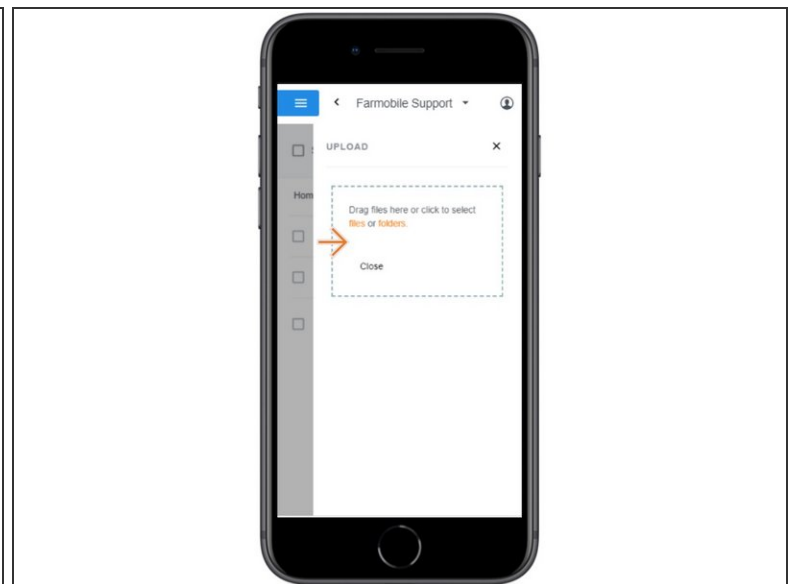 Farmobile Support
UPLOAD
Hom
Drag files here or click to select
files or folders.
Close